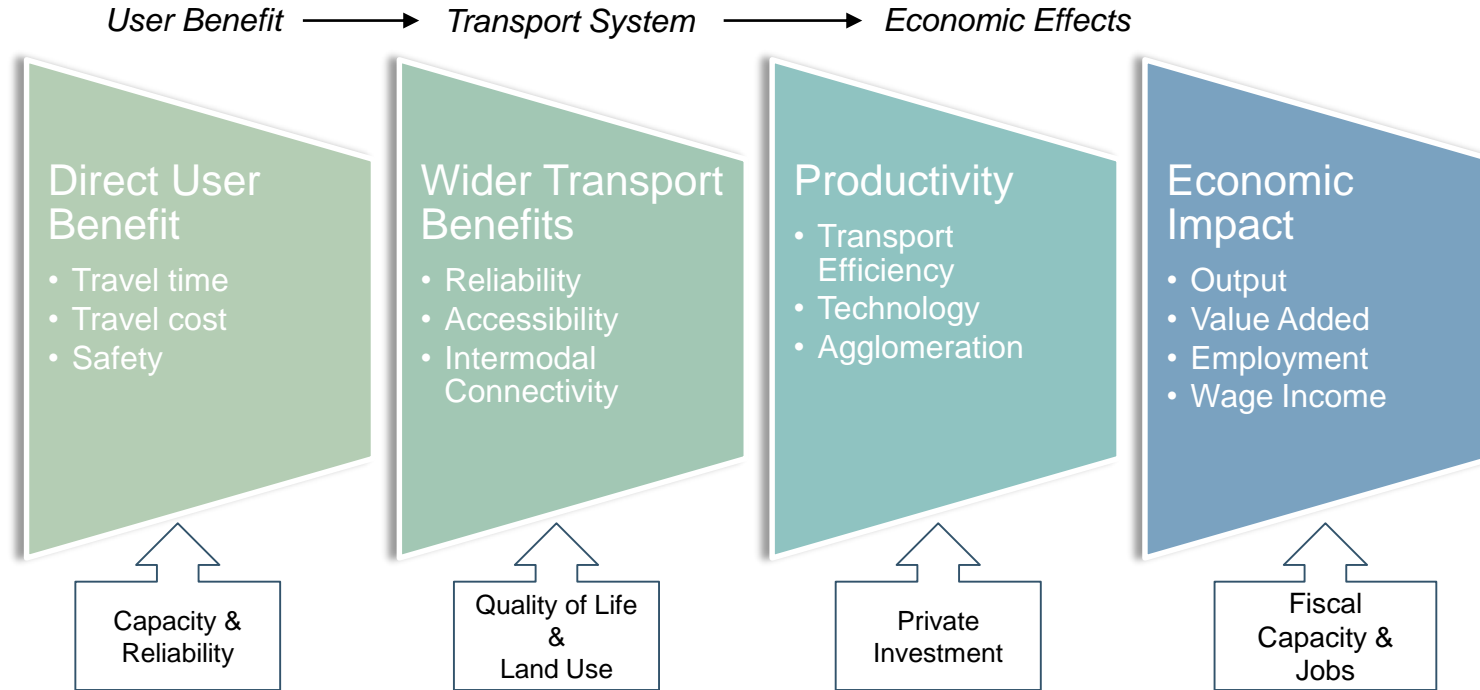 User Benefit
Transport System
Economic Effects
Direct User
Benefit
• Travel time
• Travel cost
• Safety
Wider Transport
Benefits
• Reliability
• Accessibility
• Intermodal
Connectivity
Productivity
• Transport
Efficiency
• Technology
• Agglomeration
Economic
Impact
• Output
• Value Added
• Employment
• Wage Income
Capacity &
Reliability
Quality of Life
&
Land Use
Private
Investment
Fiscal
Capacity &
Jobs